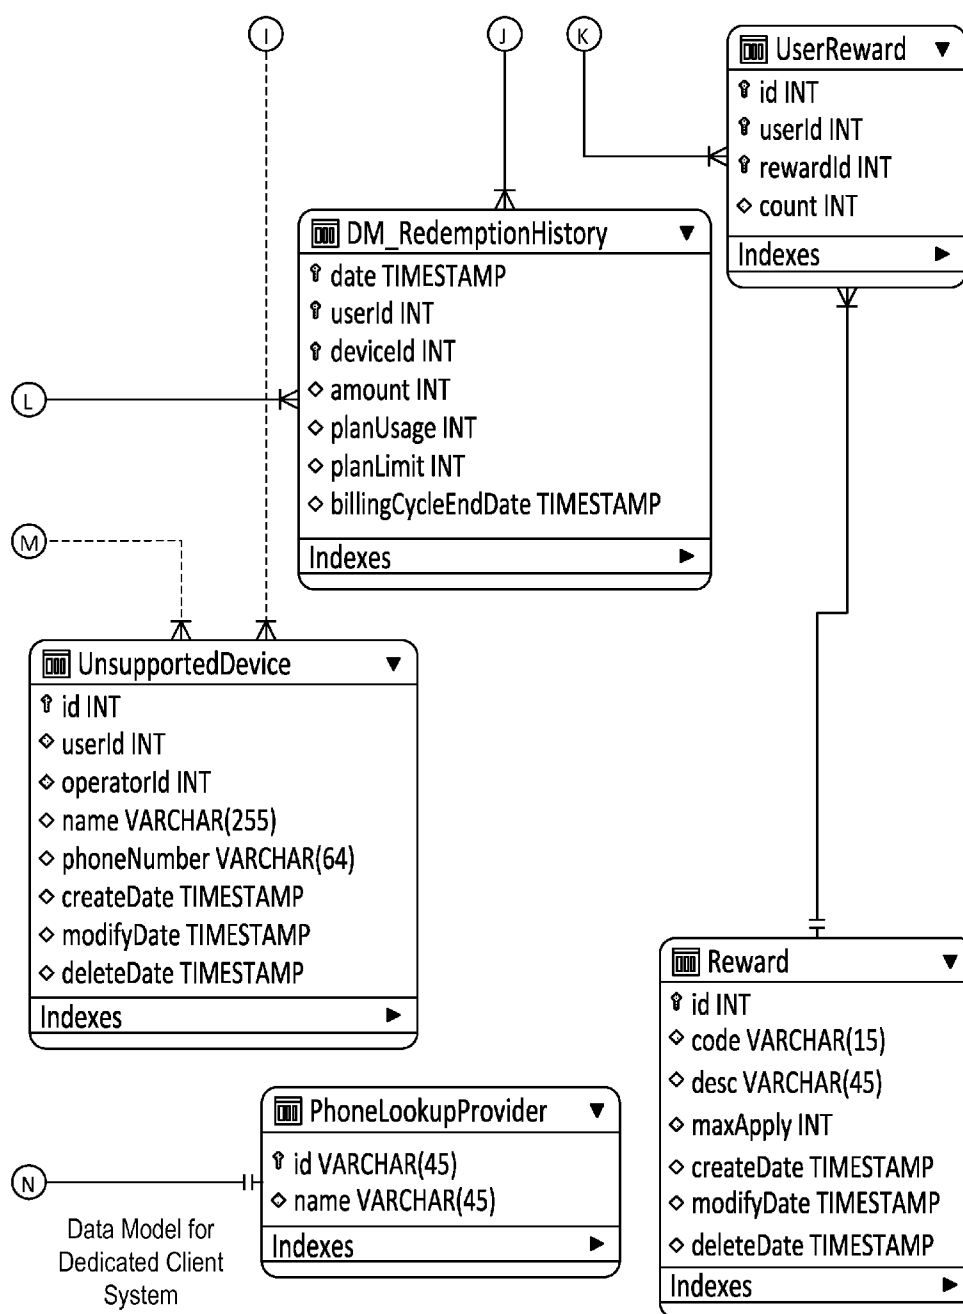 I
J
K
UserReward
id INT
userId INT
rewardId INT
count INT
Indexes
DM_RedemptionHistory
date TIMESTAMP
userId INT
deviceId INT
amount INT
planUsage INT
planLimit INT
billingCycleEndDate TIMESTAMP
Indexes
L
M
UnsupportedDevice
id INT
userId INT
operatorId INT
name VARCHAR(255)
phoneNumber VARCHAR(64)
createDate TIMESTAMP
modifyDate TIMESTAMP
deleteDate TIMESTAMP
Indexes
Reward
id INT
code VARCHAR(15)
desc VARCHAR(45)
maxApply INT
createDate TIMESTAMP
modifyDate TIMESTAMP
deleteDate TIMESTAMP
Indexes
PhoneLookupProvider
id VARCHAR(45)
name VARCHAR(45)
Indexes
N
Data Model for
Dedicated Client
System